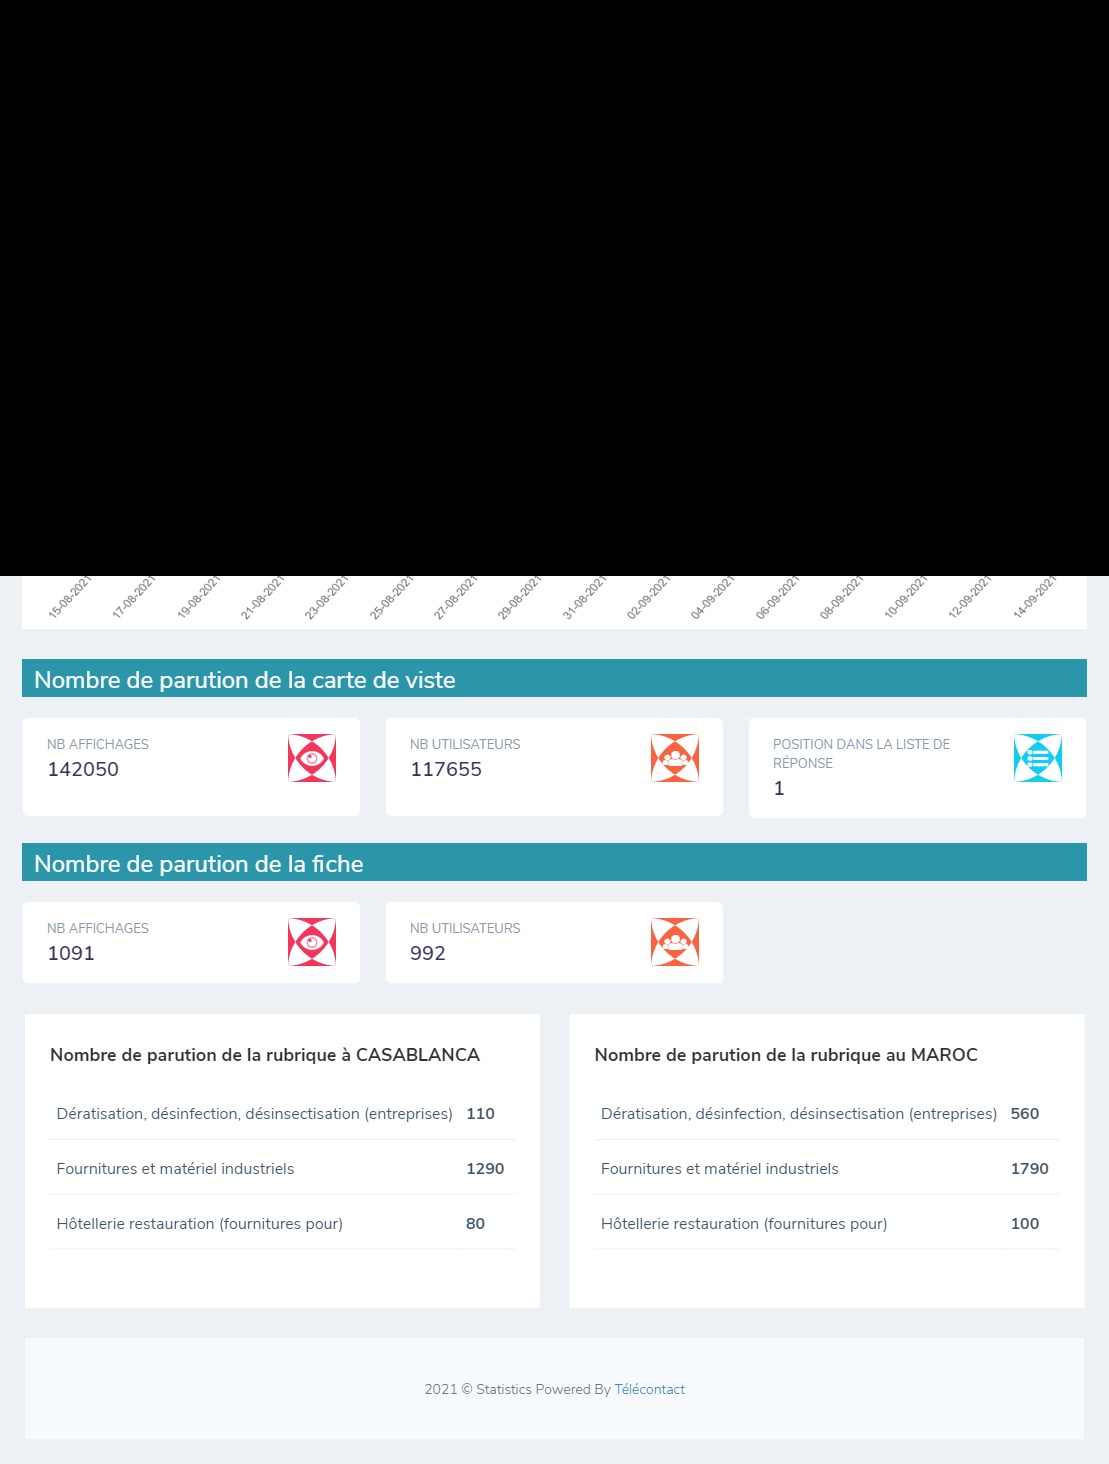 15-08-2021 17-08-2021 19-08-2021 21-08-2021 23-08-2021 25-08-2021 27-08-2021 29-08-2021 31-08-2021 02-09-2021 04-09-2021 06-09-2021 08-09-2021 10-09-2021 12-09-2021 14-09-2021
Nombre de parution de la carte de viste
NB AFFICHAGES
142050
NB UTILISATEURS
117655
POSITION DANS LA LISTE DE
RÉPONSE
1
Nombre de parution de la fiche
NB AFFICHAGES
1091
NB UTILISATEURS
992
Nombre de parution de la rubrique à CASABLANCA
Dératisation, désinfection, désinsectisation (entreprises) 110
Fournitures et matériel industriels 1290
Hôtellerie restauration (fournitures pour) 80
Nombre de parution de la rubrique au MAROC
Dératisation, désinfection, désinsectisation (entreprises) 560
Fournitures et matériel industriels 1790
Hôtellerie restauration (fournitures pour) 100
2021 © Statistics Powered By Télécontact